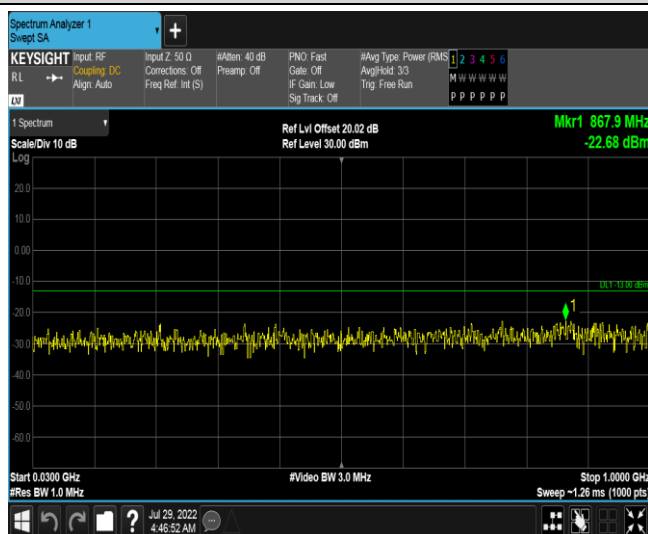 Spectrum Analyzer 1
Swept SA
+
KEYSIGHT
RL
LXI
Input: RF
Coupling: DC
Align: Auto
Input Z: 50 Ω
Corrections: Off
Freq Ref: Int (S)
#Atten: 40 dB
Preamp: Off
PNO: Fast
Gate: Off
IF Gain: Low
Sig Track: Off
#Avg Type: Power (RMS
Avg|Hold: 3/3
Trig: Free Run
1 2 3 4 5 6
M W W W W W
P P P P P P
1 Spectrum
Scale/Div 10 dB
Log
Ref Lvl Offset 20.02 dB
Ref Level 30.00 dBm
Mkr1 867.9 MHz
-22.68 dBm
20.0
10.0
0.00
-10.0
DL1 -13.00 dBm
1
-20.0
-30.0
-40.0
-50.0
-60.0
Start 0.0300 GHz
#Res BW 1.0 MHz
#Video BW 3.0 MHz
Stop 1.0000 GHz
Sweep ~1.26 ms (1000 pts)
?
Jul 29, 2022
4:46:52 AM